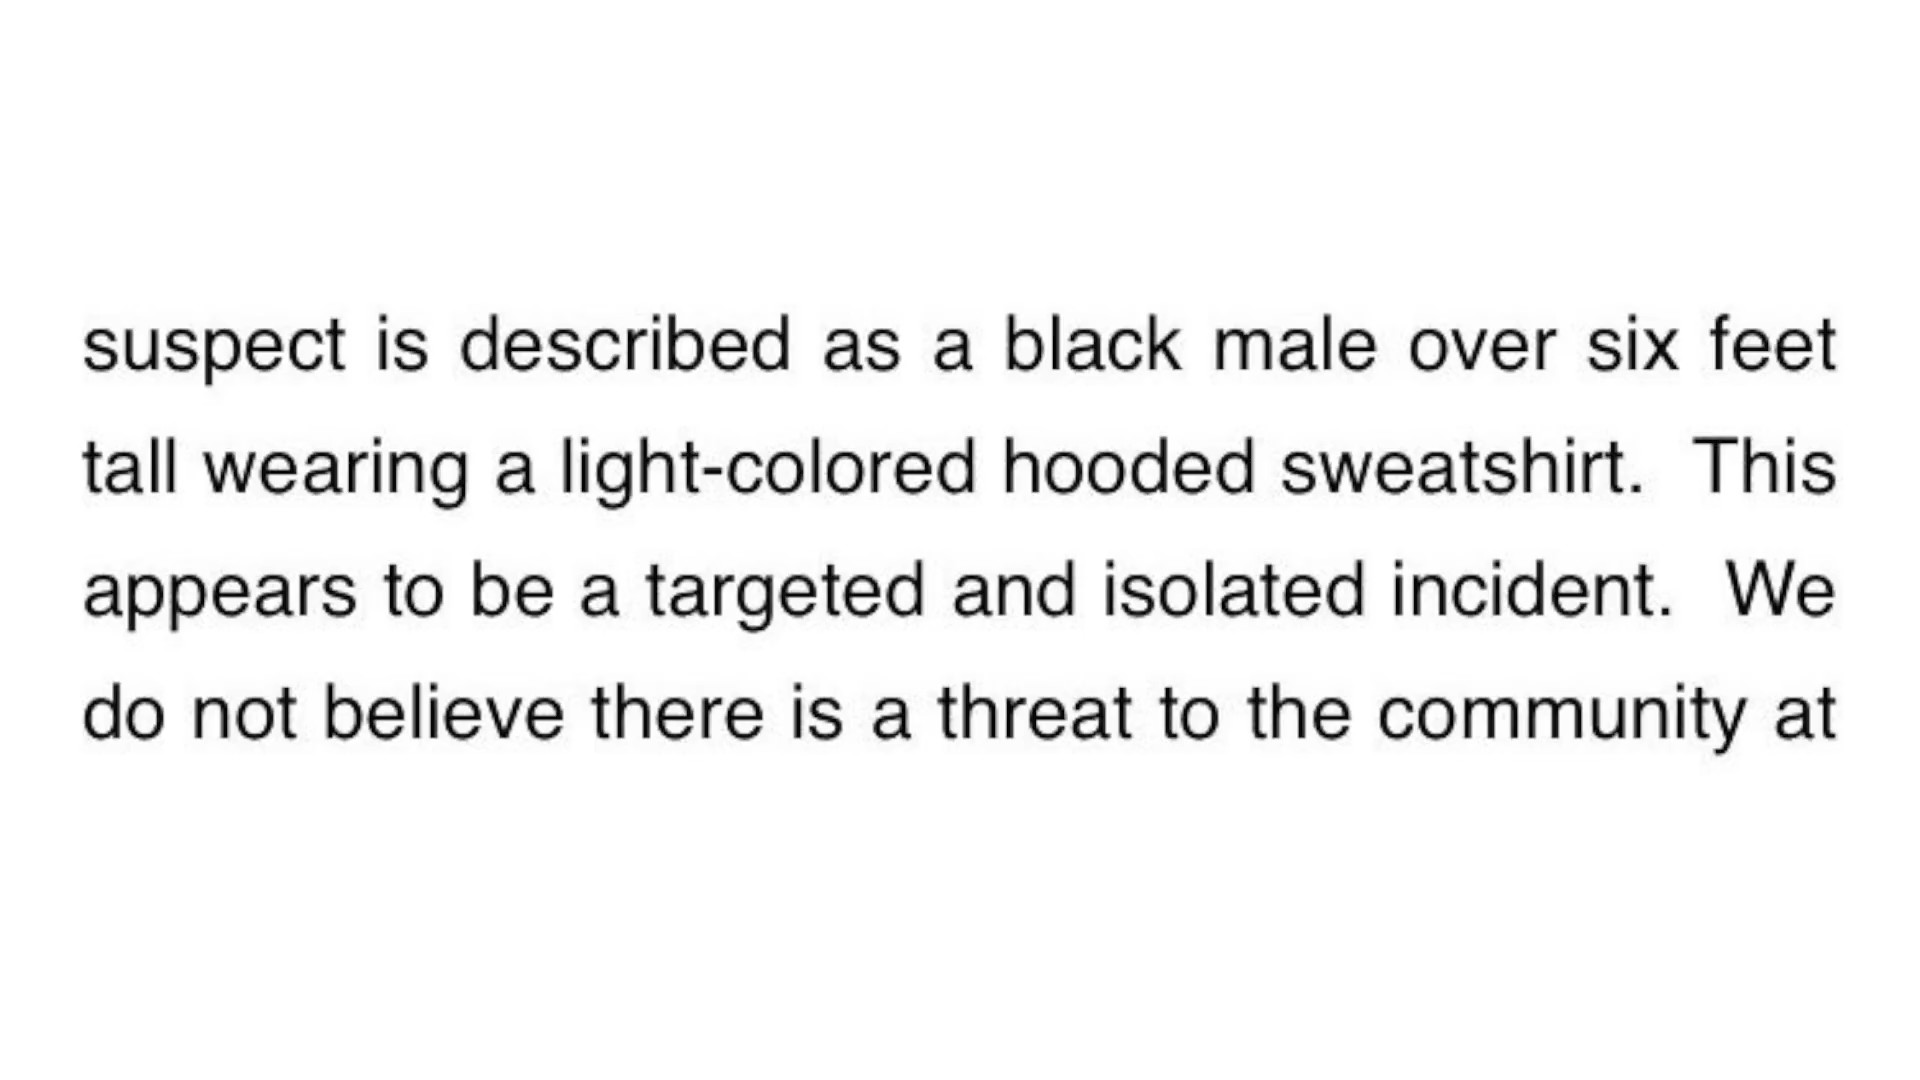 suspect is described as a black male over six feet
tall wearing a light-colored hooded sweatshirt.  This
appears to be a targeted and isolated incident.  We
do not believe there is a threat to the community at